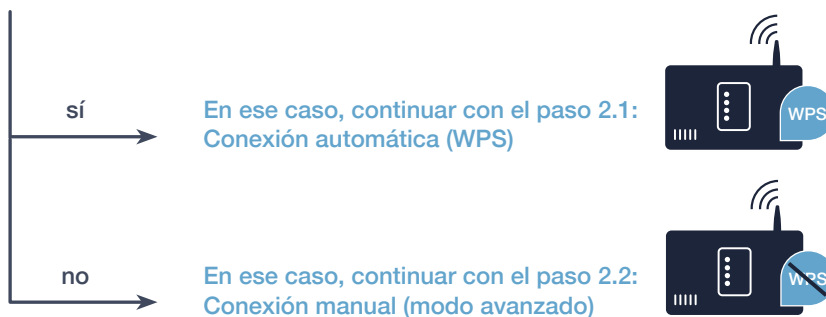 sí
En ese caso, continuar con el paso 2.1:
Conexión automática (WPS)
WPS
no
En ese caso, continuar con el paso 2.2:
Conexión manual (modo avanzado)
WPS